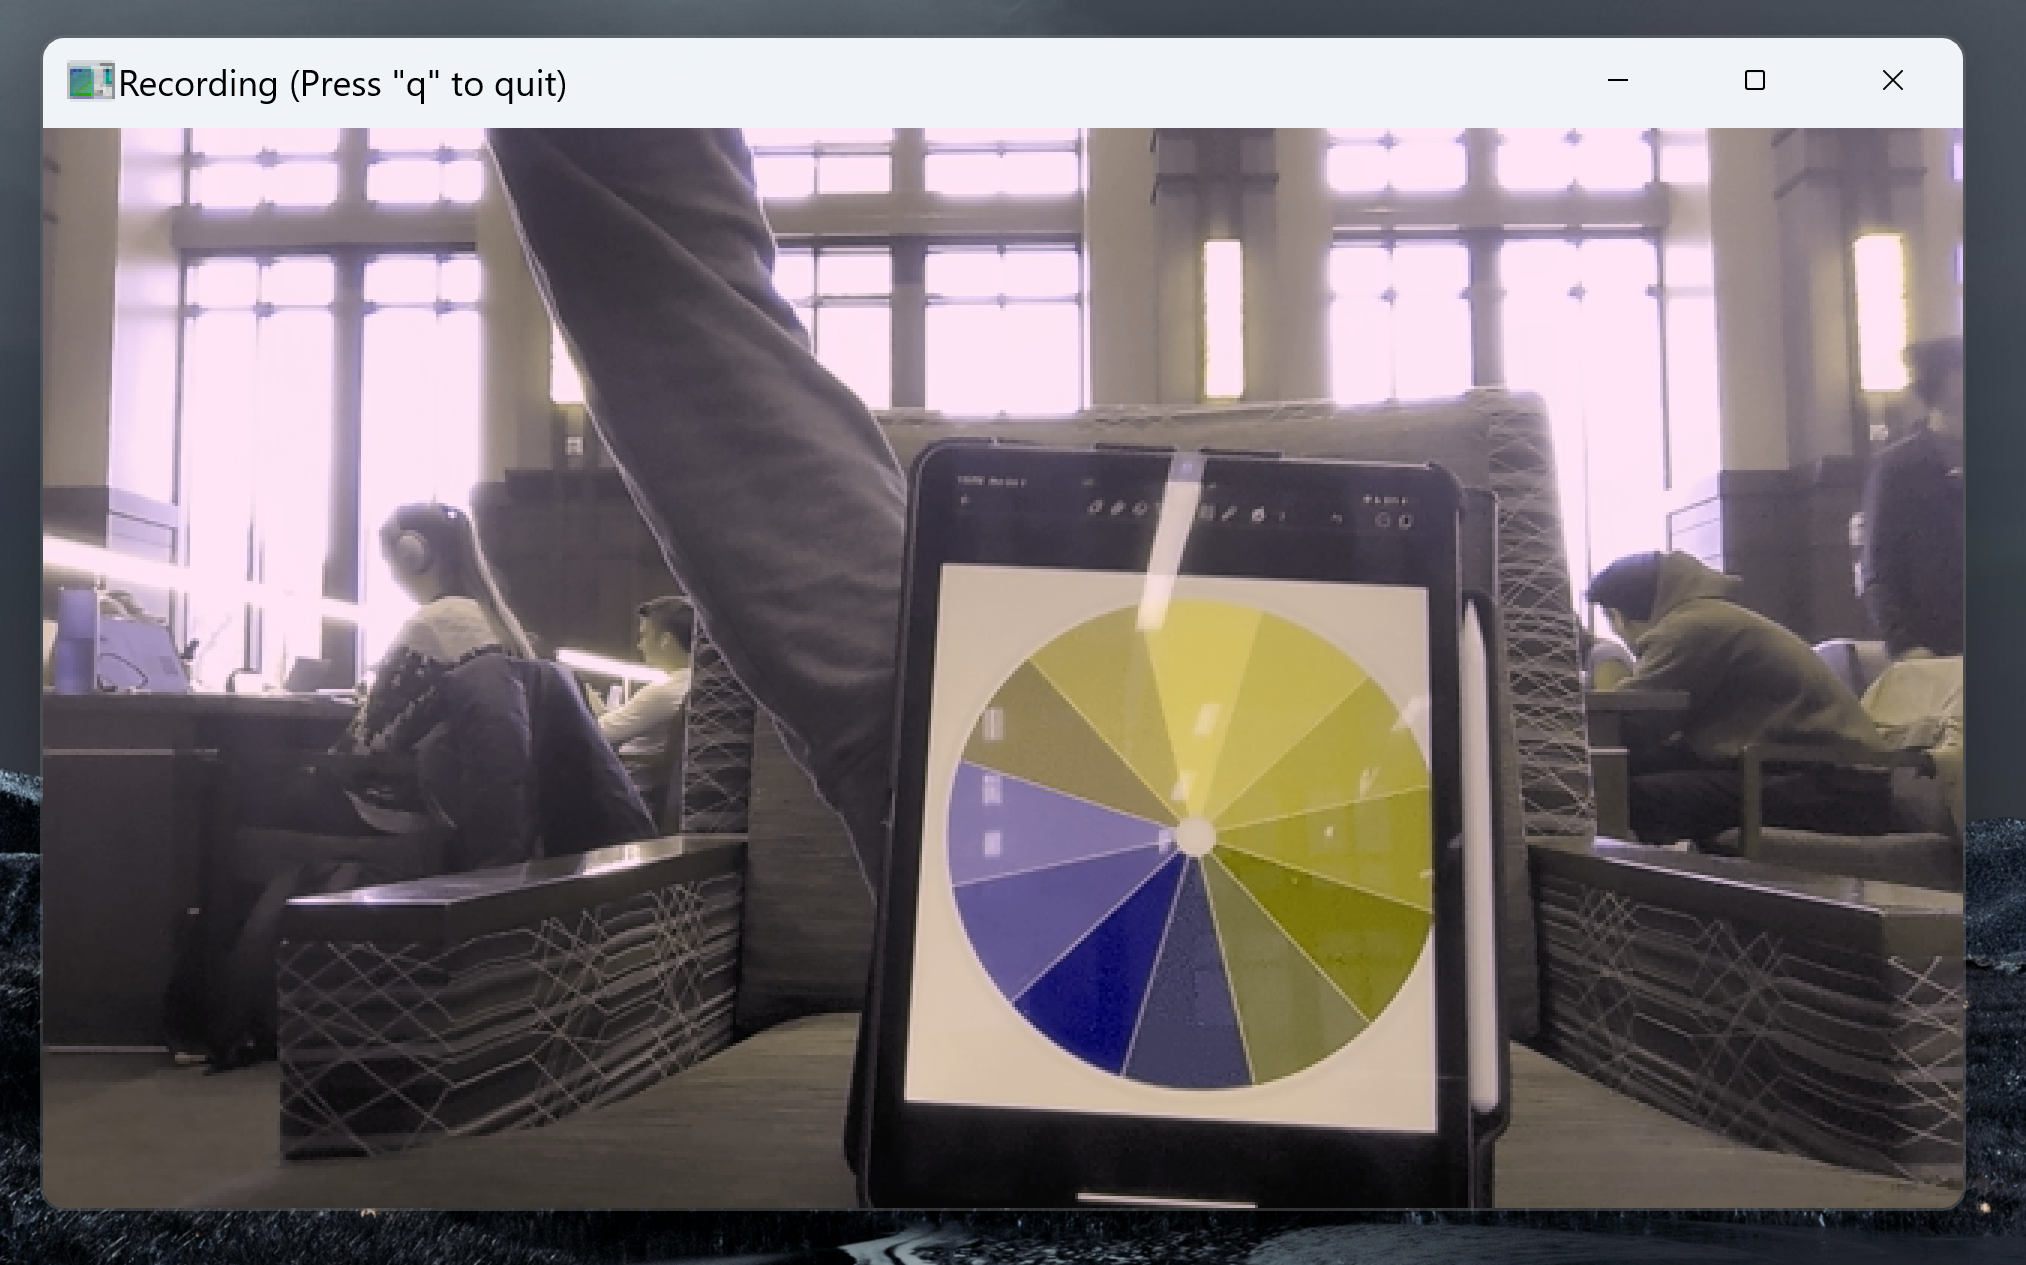 Recording (Press "q" to quit)